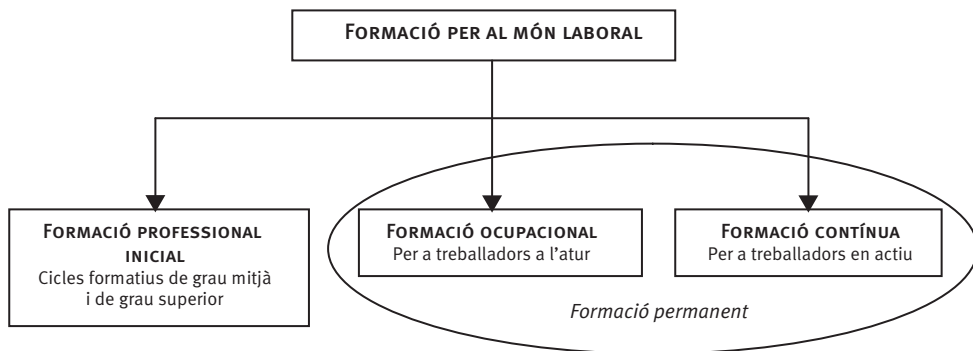 FORMACIÓ PER AL MÓN LABORAL
FORMACIÓ PROFESSIONAL
INICIAL
Cicles formatius de grau mitjà
i de grau superior
FORMACIÓ OCUPACIONAL
Per a treballadors a l’atur
FORMACIÓ CONTÍNUA
Per a treballadors en actiu
Formació permanent